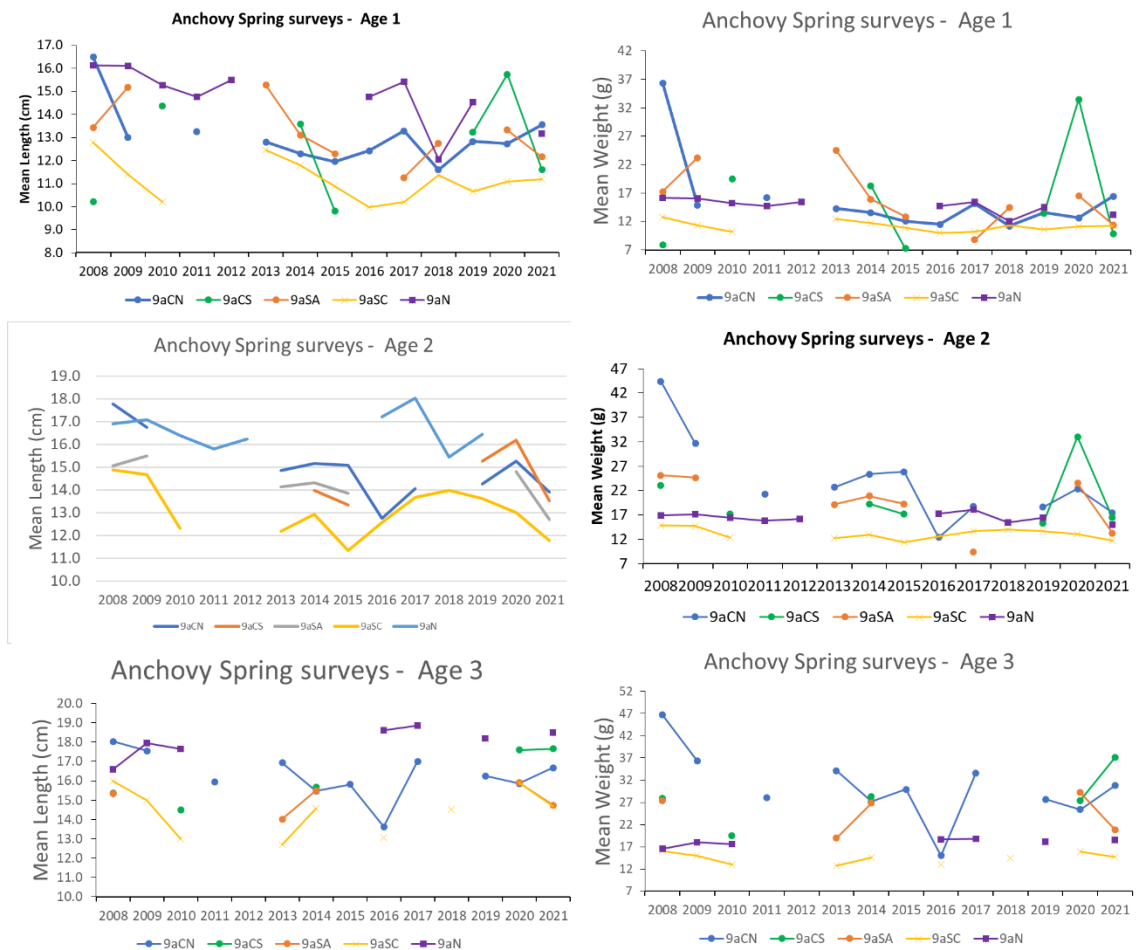 Anchovy Spring surveys - Age 1
Mean Length (cm)
17.0
16.0
15.0
14.0
13.0
12.0
11.0
10.0
9.0
8.0
2008 2009 2010 2011 2012 2013 2014 2015 2016 2017 2018 2019 2020 2021
9aCN 9aCS 9aSA 9aSC 9aN
Anchovy Spring surveys - Age 1
Mean Weight (g)
42
37
32
27
22
17
12
7
2008 2009 2010 2011 2012 2013 2014 2015 2016 2017 2018 2019 2020 2021
9aCN 9aCS 9aSA 9aSC 9aN
Anchovy Spring surveys - Age 2
Mean Length (cm)
19.0
18.0
17.0
16.0
15.0
14.0
13.0
12.0
11.0
10.0
2008 2009 2010 2011 2012 2013 2014 2015 2016 2017 2018 2019 2020 2021
9aCN 9aCS 9aSA 9aSC 9aN
Anchovy Spring surveys - Age 2
Mean Weight (g)
47
42
37
32
27
22
17
12
7
2008 2009 2010 2011 2012 2013 2014 2015 2016 2017 2018 2019 2020 2021
9aCN 9aCS 9aSA 9aSC 9aN
Anchovy Spring surveys - Age 3
Mean Length (cm)
20.0
19.0
18.0
17.0
16.0
15.0
14.0
13.0
12.0
11.0
10.0
2008 2009 2010 2011 2012 2013 2014 2015 2016 2017 2018 2019 2020 2021
9aCN 9aCS 9aSA 9aSC 9aN
Anchovy Spring surveys - Age 3
Mean Weight (g)
52
47
42
37
32
27
22
17
12
7
2008 2009 2010 2011 2012 2013 2014 2015 2016 2017 2018 2019 2020 2021
9aCN 9aCS 9aSA 9aSC 9aN